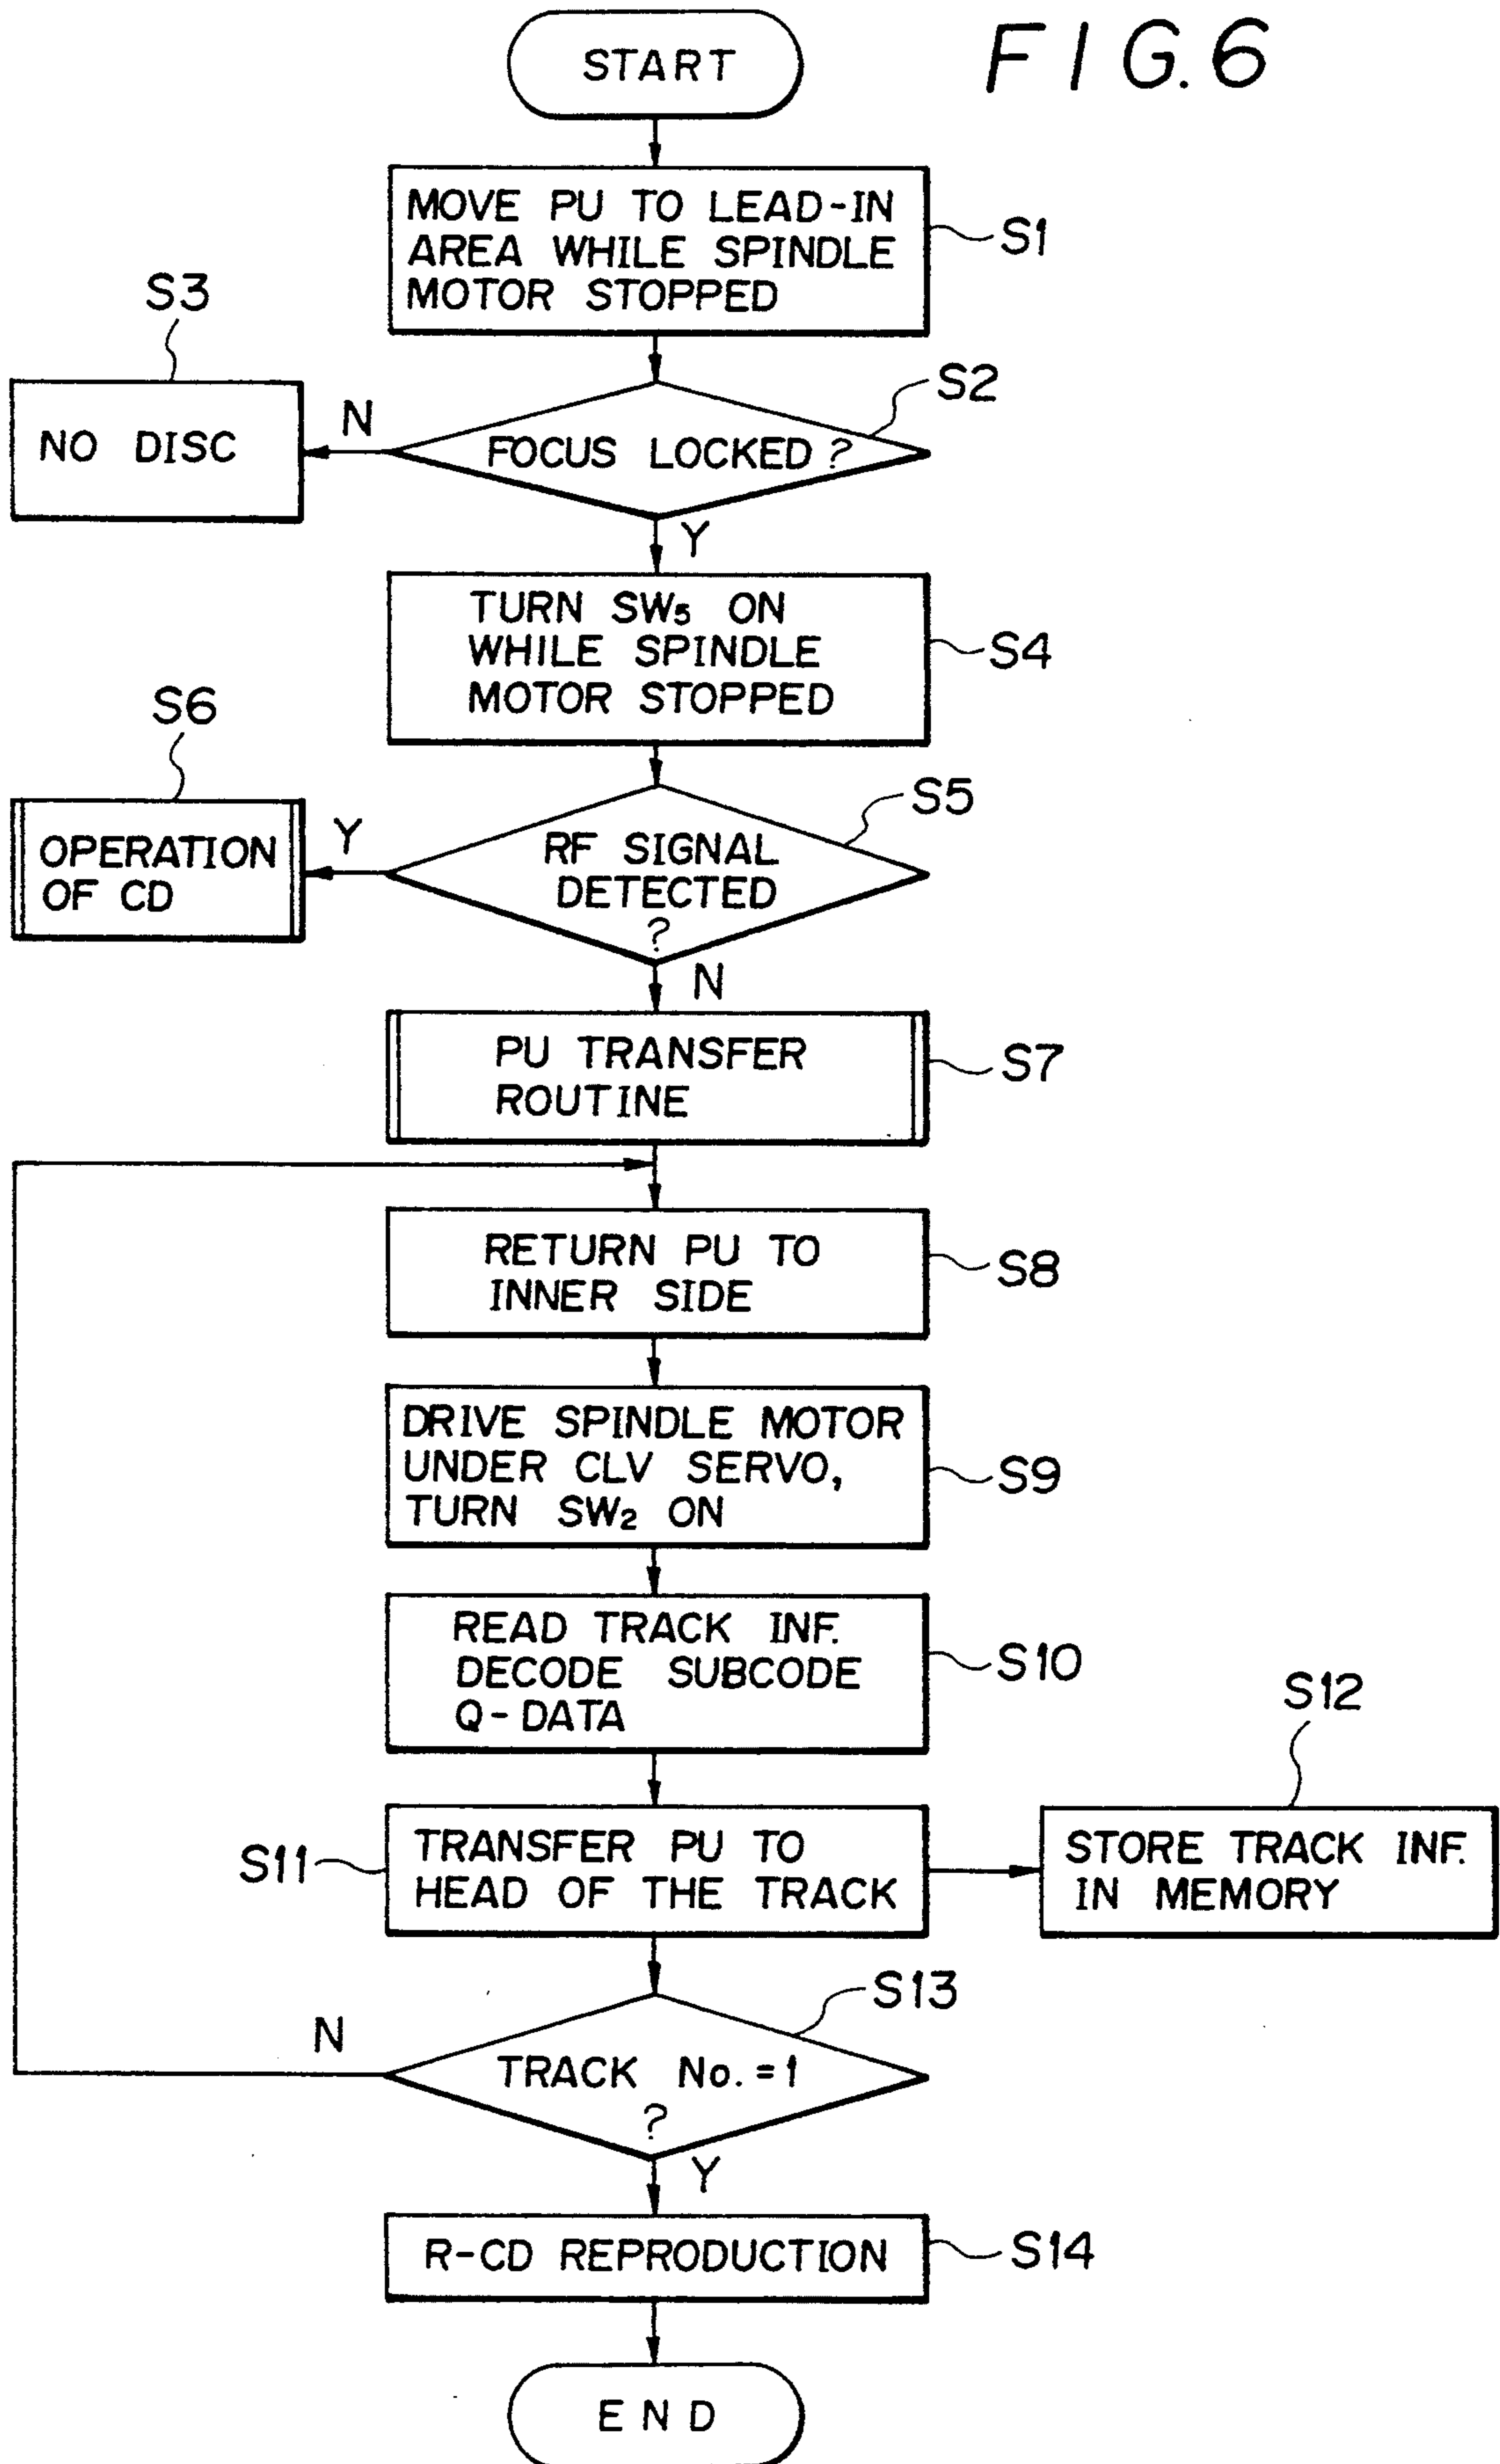 FIG.6
START
MOVE PU TO LEAD-IN
AREA WHILE SPINDLE
MOTOR STOPPED
S1
S3
NO DISC
N
FOCUS LOCKED?
S2
Y
TURN SW5 ON
WHILE SPINDLE
MOTOR STOPPED
S4
S6
OPERATION
OF CD
Y
RF SIGNAL
DETECTED
?
S5
N
PU TRANSFER
ROUTINE
S7
RETURN PU TO
INNER SIDE
S8
DRIVE SPINDLE MOTOR
UNDER CLV SERVO,
TURN SW2 ON
S9
READ TRACK INF.
DECODE SUBCODE
Q-DATA
S10
S11
TRANSFER PU TO
HEAD OF THE TRACK
S12
STORE TRACK INF.
IN MEMORY
S13
N
TRACK No.=1
?
Y
R-CD REPRODUCTION
S14
END